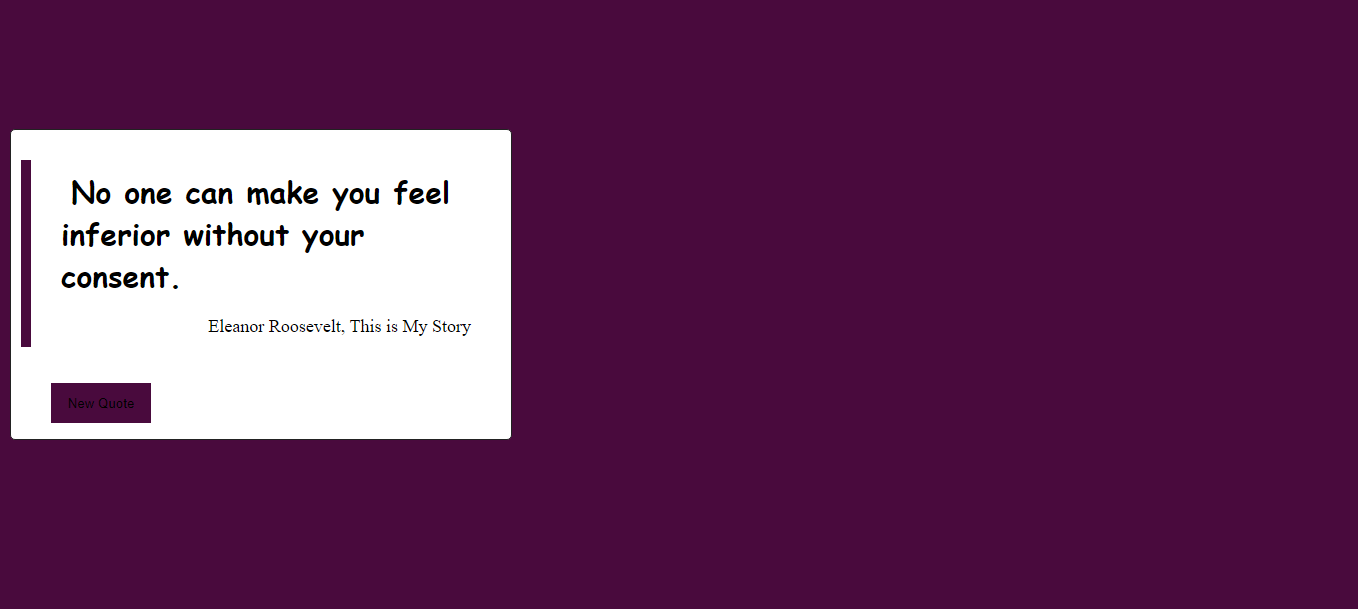 No one can make you feel
inferior without your
consent.
Eleanor Roosevelt, This is My Story
New Quote